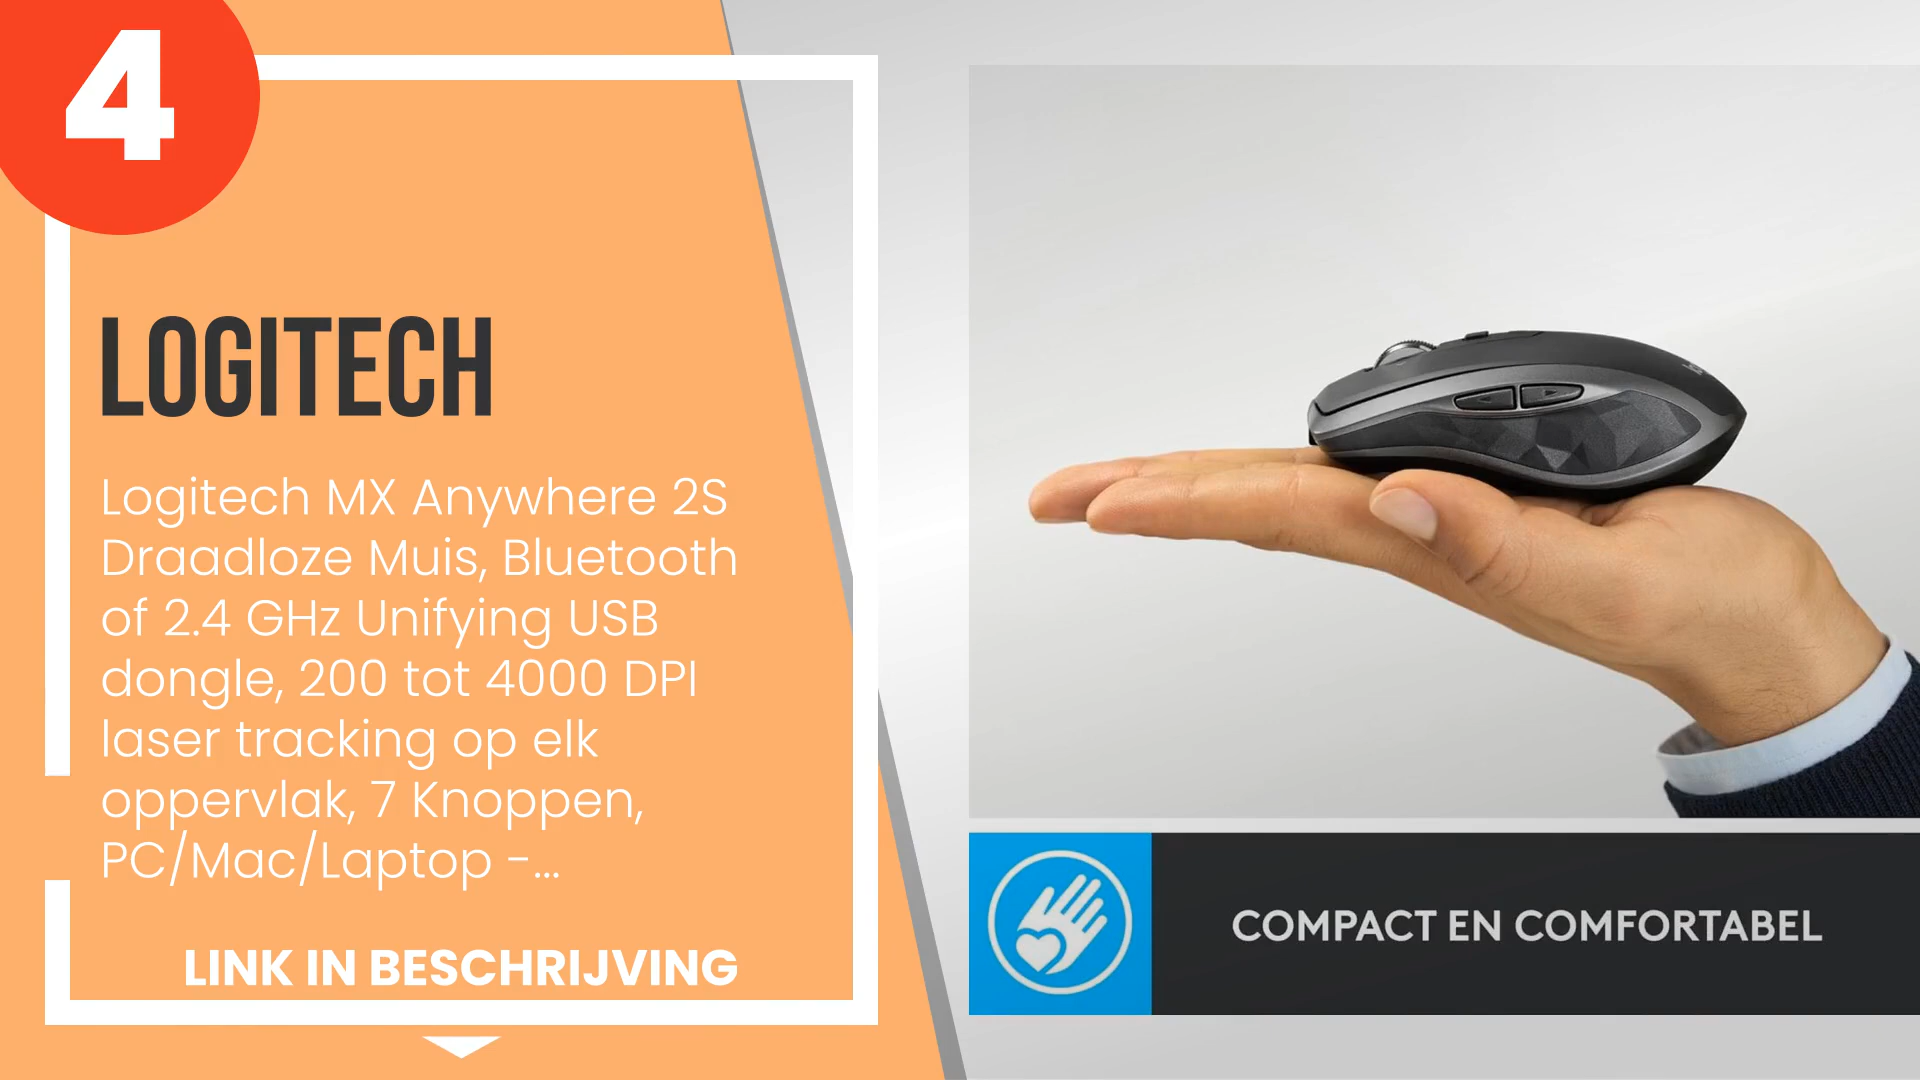 4
LOGITECH
Logitech MX Anywhere 2S
Draadloze Muis, Bluetooth
of 2.4 GHz Unifying USB
dongle, 200 tot 4000 DPI
laser tracking op elk
oppervlak, 7 Knoppen,
PC/Mac/Laptop -...
LINK IN BESCHRIJVING
COMPACT EN COMFORTABEL